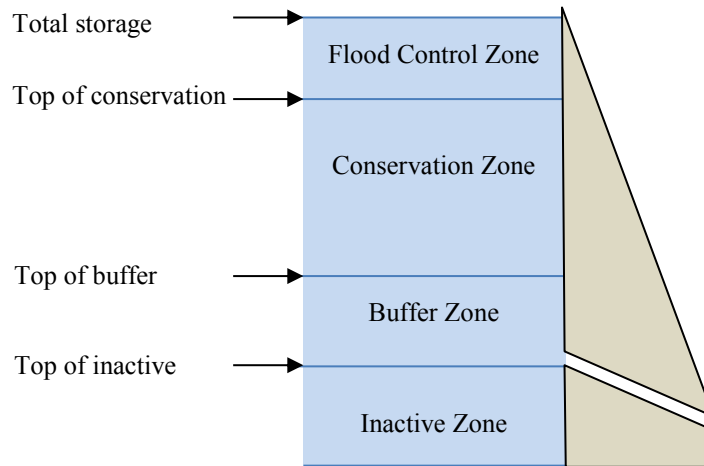 Total storage
Flood Control Zone
Top of conservation
Conservation Zone
Top of buffer
Buffer Zone
Top of inactive
Inactive Zone